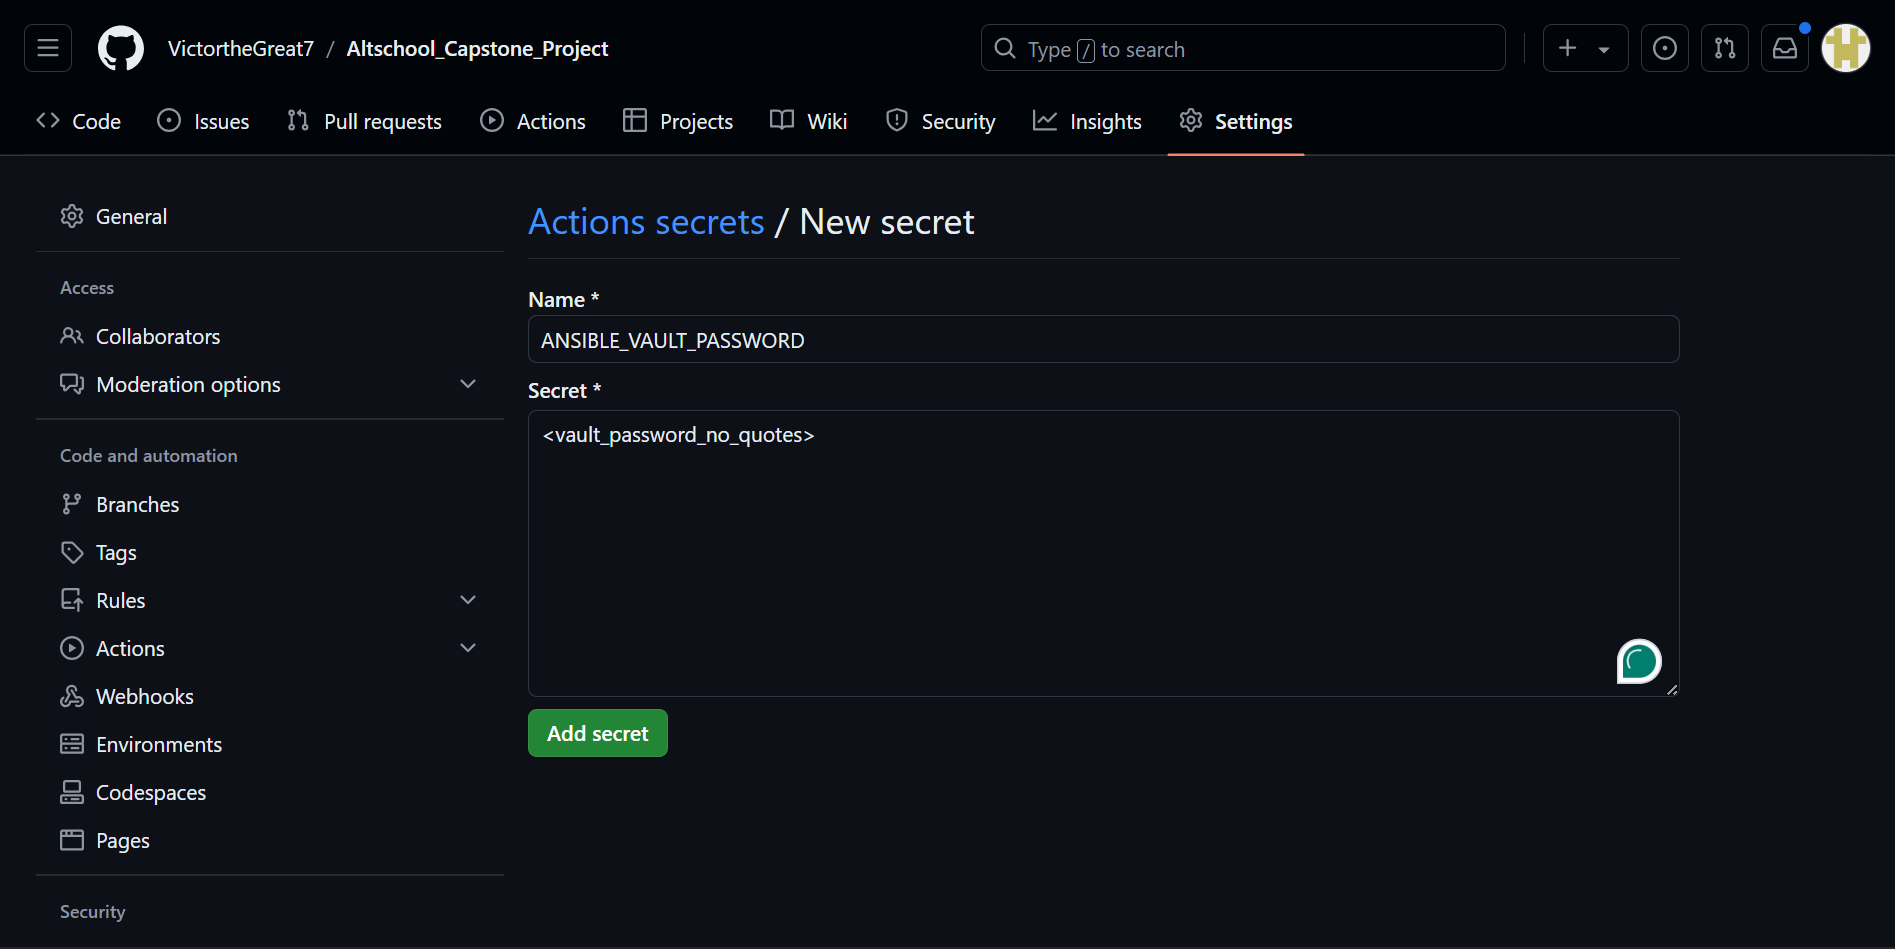 VictortheGreat7 / Altschool_Capstone_Project
Type / to search
Code Issues Pull requests Actions Projects Wiki Security Insights Settings
General
Access
Collaborators
Moderation options
Code and automation
Branches
Tags
Rules
Actions
Webhooks
Environments
Codespaces
Pages
Security
Actions secrets / New secret
Name *
ANSIBLE_VAULT_PASSWORD
Secret *
<vault_password_no_quotes>
Add secret